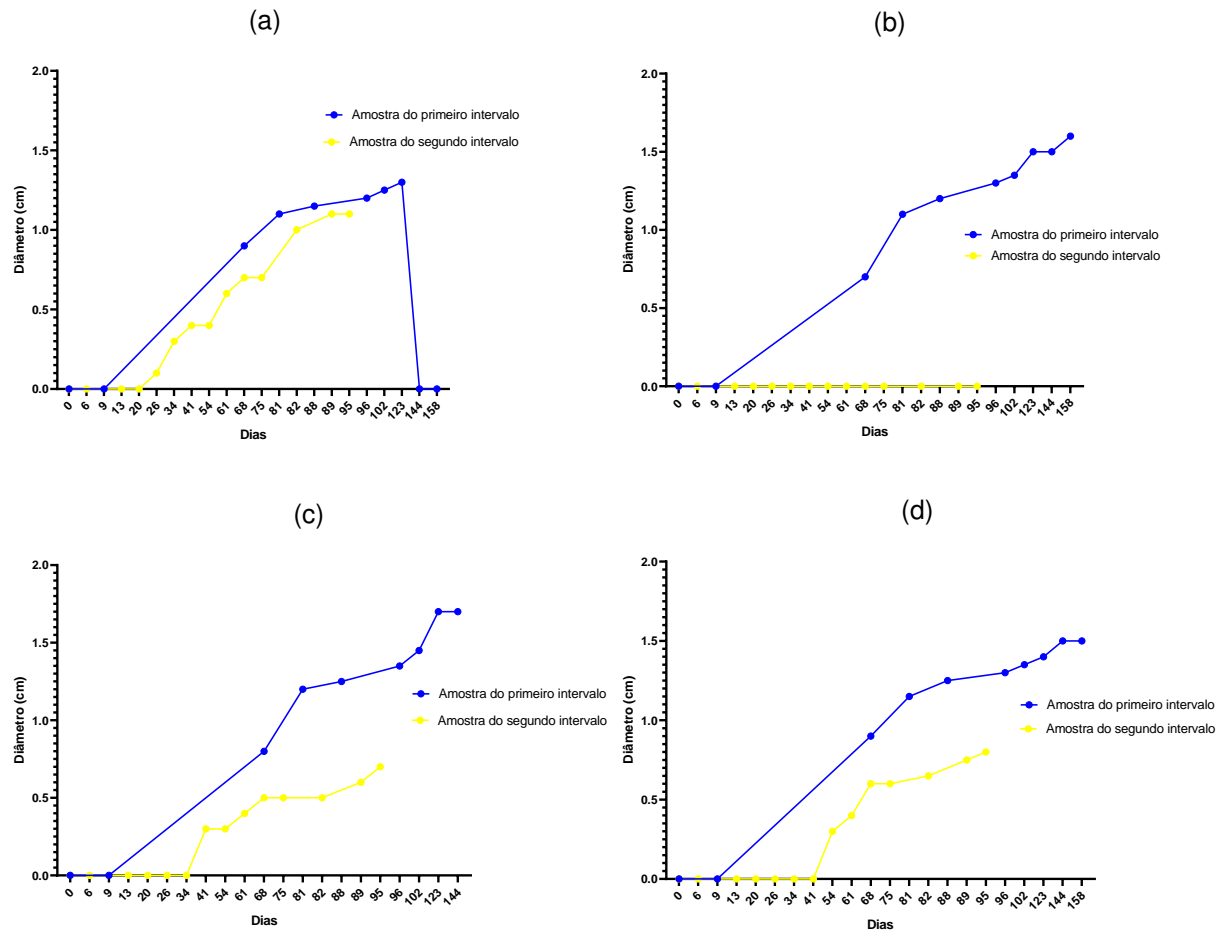 (a)
2.0
1.5
1.0
0.5
0.0
Diâmetro (cm)
Amostra do primeiro intervalo
Amostra do segundo intervalo
0 6 9 13 20 26 34 41 54 61 68 75 81 82 88 89 95 96 102 123 144 158
Dias
(b)
2.0
1.5
1.0
0.5
0.0
Diâmetro (cm)
Amostra do primeiro intervalo
Amostra do segundo intervalo
0 6 9 13 20 26 34 41 54 61 68 75 81 82 88 89 95 96 102 123 144 158
Dias
(c)
2.0
1.5
1.0
0.5
0.0
Diâmetro (cm)
Amostra do primeiro intervalo
Amostra do segundo intervalo
0 6 9 13 20 26 34 41 54 61 68 75 81 82 88 89 95 96 102 123 144
Dias
(d)
2.0
1.5
1.0
0.5
0.0
Diâmetro (cm)
Amostra do primeiro intervalo
Amostra do segundo intervalo
0 6 9 13 20 26 34 41 54 61 68 75 81 82 88 89 95 96 102 123 144 158
Dias